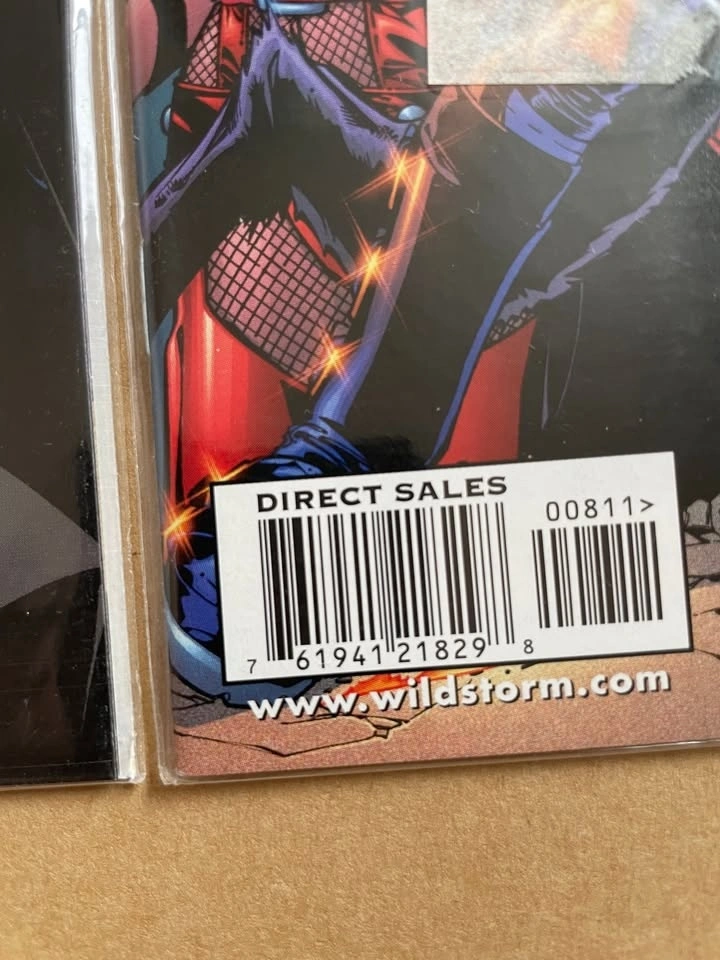 DIRECT SALES
00811>
7 61941 21829 8
www.wildstorm.com